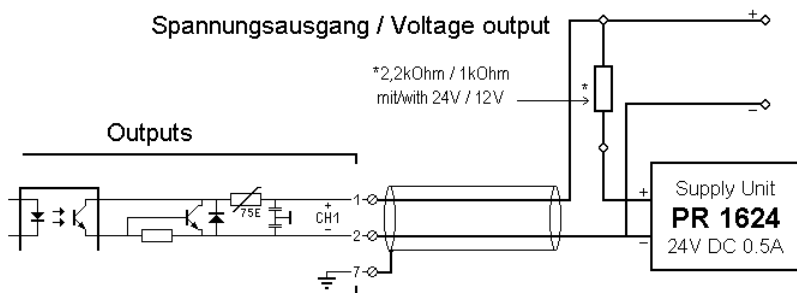 Spannungsausgang / Voltage output
*2,2kOhm / 1kOhm
mit/with 24V / 12V
*
+
−
Outputs
75E
+
CH1
−
1
2
7
+
−
Supply Unit
PR 1624
24V DC 0.5A